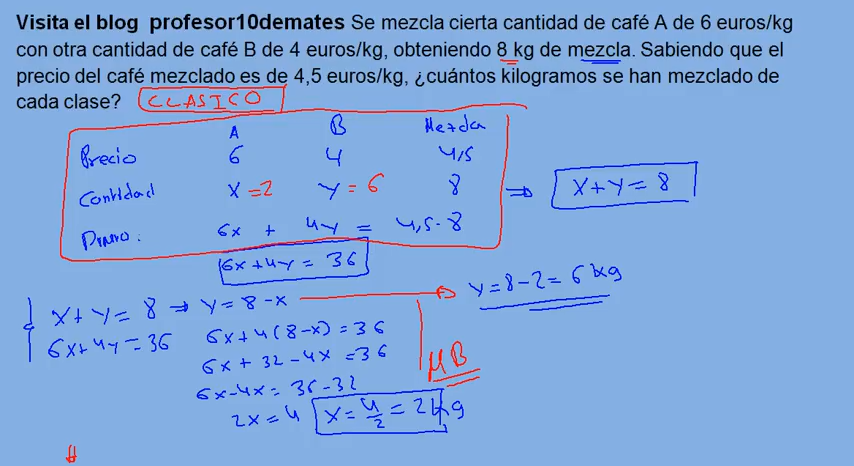 Visita el blog profesor10demates Se mezcla cierta cantidad de café A de 6 euros/kg
con otra cantidad de café B de 4 euros/kg, obteniendo 8 kg de mezcla. Sabiendo que el
precio del café mezclado es de 4,5 euros/kg, ¿cuántos kilogramos se han mezclado de
cada clase? CLASICO
A B Mezcla
Precio 6 4 4,5
Cantidad x = 2 y = 6 8 ⇒ x + y = 8
Dinero: 6x + 4y = 4,5·8
6x + 4y = 36
x + y = 8 → y = 8 - x → y = 8 - 2 = 6 kg
6x + 4y = 36
6x + 4(8 - x) = 36
6x + 32 - 4x = 36
MB
6x - 4x = 36 - 32
2x = 4 x = 4/2 = 2 kg